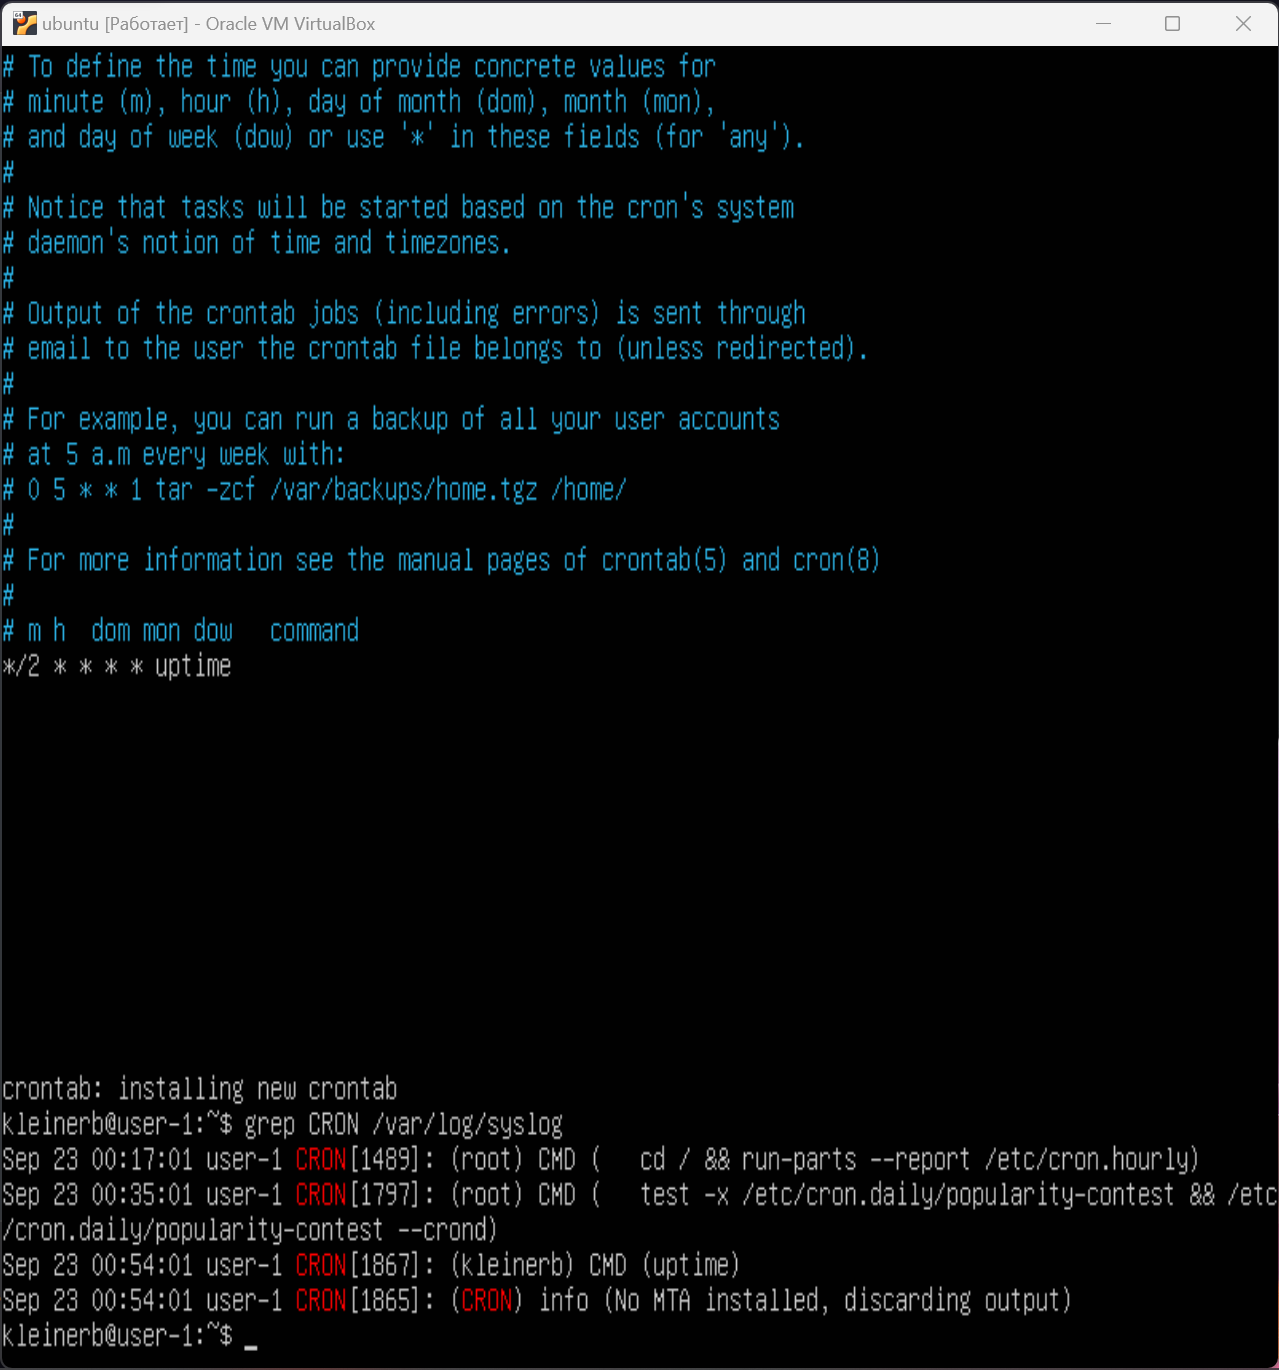 ubuntu [Работает] - Oracle VM VirtualBox
# To define the time you can provide concrete values for
# minute (m), hour (h), day of month (dom), month (mon),
# and day of week (dow) or use '*' in these fields (for 'any').
#
# Notice that tasks will be started based on the cron's system
# daemon's notion of time and timezones.
#
# Output of the crontab jobs (including errors) is sent through
# email to the user the crontab file belongs to (unless redirected).
#
# For example, you can run a backup of all your user accounts
# at 5 a.m every week with:
# 0 5 * * 1 tar -zcf /var/backups/home.tgz /home/
#
# For more information see the manual pages of crontab(5) and cron(8)
#
# m h  dom mon dow   command
*/2 * * * * uptime
crontab: installing new crontab
kleinerb@user-1:~$ grep CRON /var/log/syslog
Sep 23 00:17:01 user-1 CRON[1489]: (root) CMD (   cd / && run-parts --report /etc/cron.hourly)
Sep 23 00:35:01 user-1 CRON[1797]: (root) CMD (   test -x /etc/cron.daily/popularity-contest && /etc
/cron.daily/popularity-contest --crond)
Sep 23 00:54:01 user-1 CRON[1867]: (kleinerb) CMD (uptime)
Sep 23 00:54:01 user-1 CRON[1865]: (CRON) info (No MTA installed, discarding output)
kleinerb@user-1:~$ _